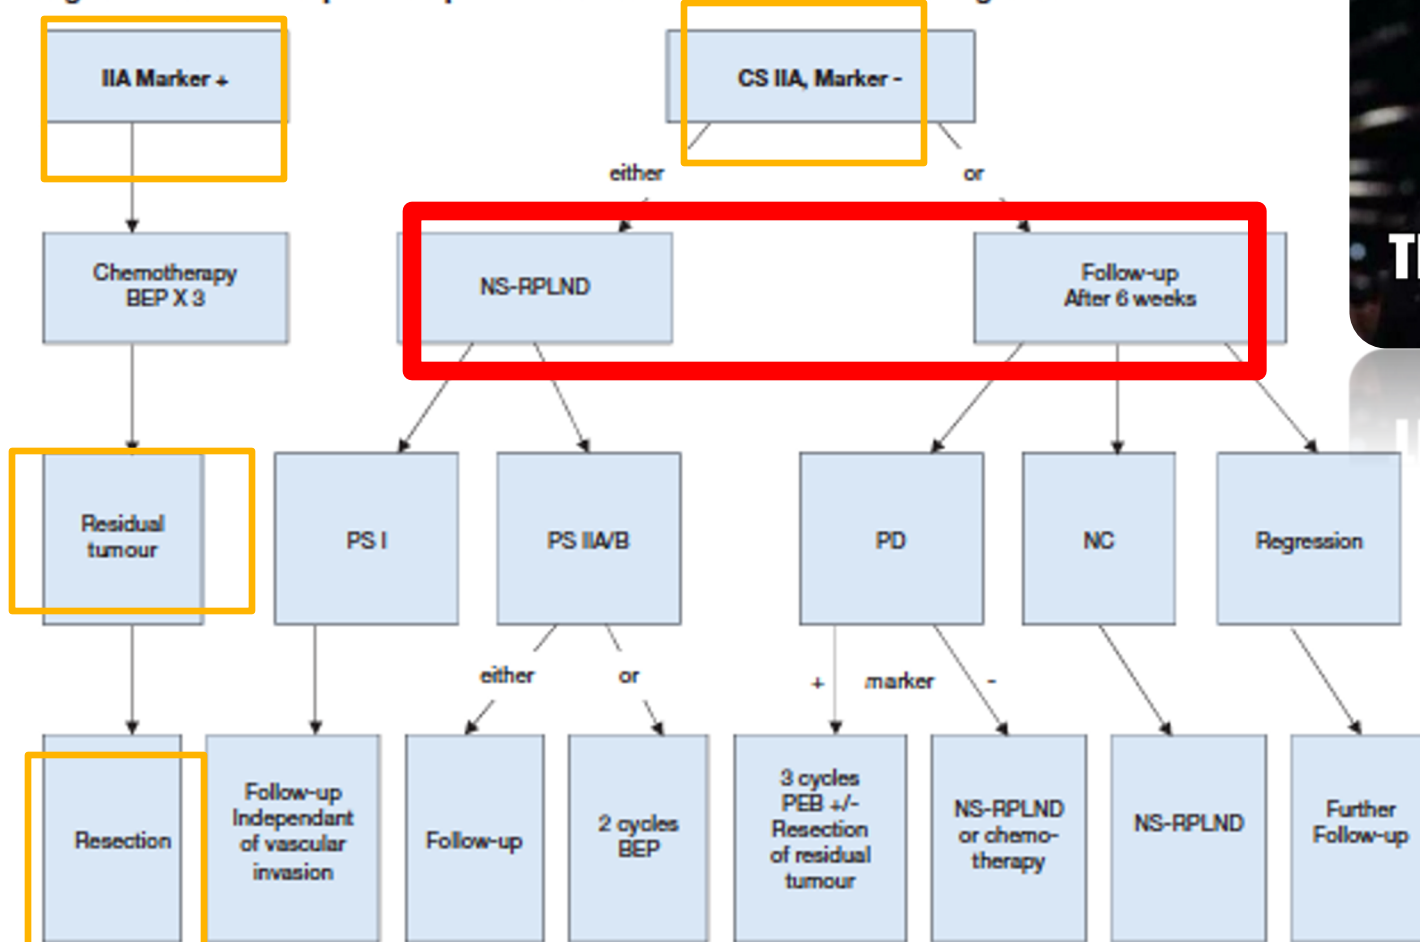 IIA Marker +
CS IIA, Marker -
either
or
Chemotherapy
BEP X 3
NS-RPLND
Follow-up
After 6 weeks
Residual
tumour
PS I
PS IIA/B
PD
NC
Regression
either
or
+ marker -
Resection
Follow-up
Independant
of vascular
invasion
Follow-up
2 cycles
BEP
3 cycles
PEB +/-
Resection
of residual
tumour
NS-RPLND
or chemo-
therapy
NS-RPLND
Further
Follow-up